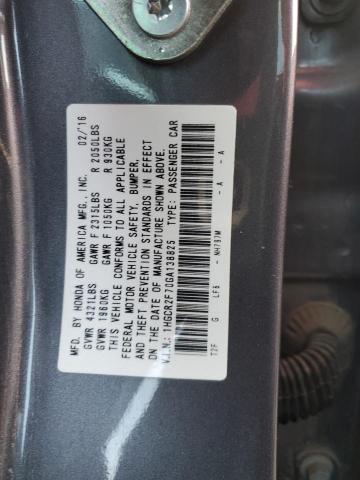 MFD. BY HONDA OF AMERICA MFG., INC. 02/'16
GVWR 4321LBS GAWR F 2315LBS R 2050LBS
GVWR 1960KG GAWR F 1050KG R 930KG
THIS VEHICLE CONFORMS TO ALL APPLICABLE
FEDERAL MOTOR VEHICLE SAFETY, BUMPER,
AND THEFT PREVENTION STANDARDS IN EFFECT
ON THE DATE OF MANUFACTURE SHOWN ABOVE.
V.I.N.: 1HGCR2F70GA138825 TYPE: PASSENGER CAR
T2F G LF6 - NH797M - A - A